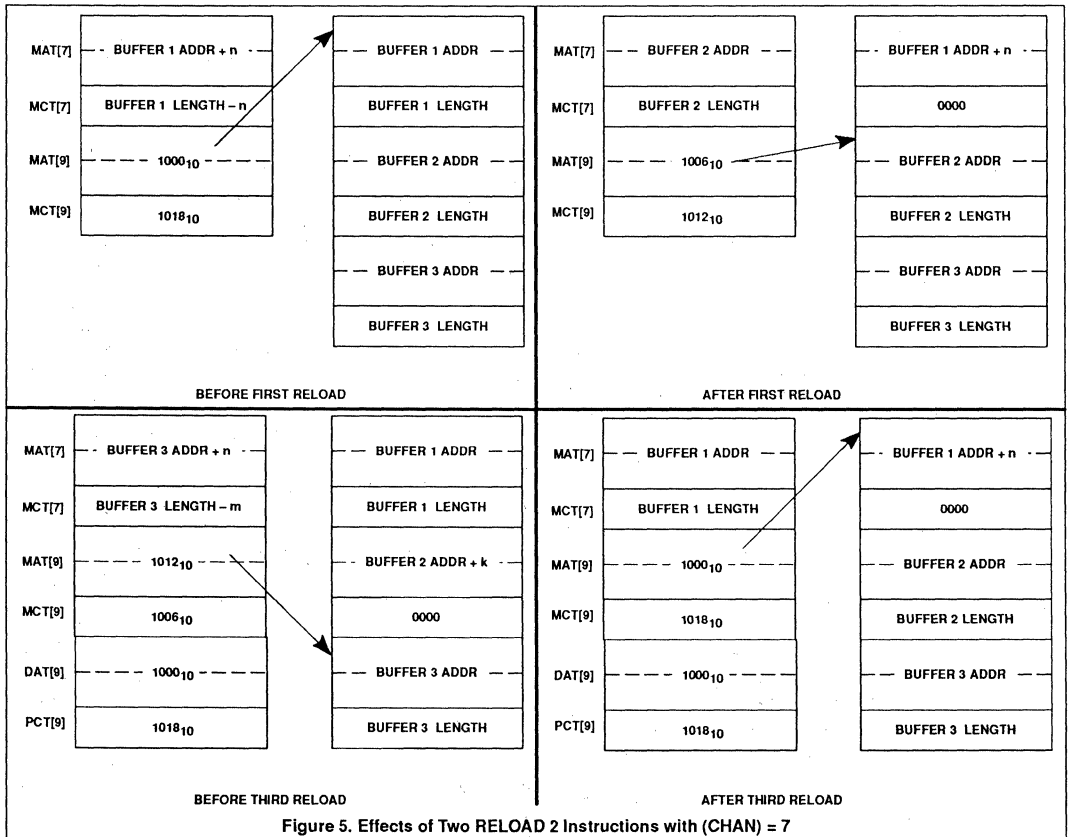 MAT[7]
BUFFER 1 ADDR + n
MCT[7]
BUFFER 1 LENGTH – n
MAT[9]
1000₁₀
MCT[9]
1018₁₀
BUFFER 1 ADDR
BUFFER 1 LENGTH
BUFFER 2 ADDR
BUFFER 2 LENGTH
BUFFER 3 ADDR
BUFFER 3 LENGTH
BEFORE FIRST RELOAD
MAT[7]
BUFFER 2 ADDR
MCT[7]
BUFFER 2 LENGTH
MAT[9]
1006₁₀
MCT[9]
1012₁₀
BUFFER 1 ADDR + n
0000
BUFFER 2 ADDR
BUFFER 2 LENGTH
BUFFER 3 ADDR
BUFFER 3 LENGTH
AFTER FIRST RELOAD
MAT[7]
BUFFER 3 ADDR + n
MCT[7]
BUFFER 3 LENGTH – m
MAT[9]
1012₁₀
MCT[9]
1006₁₀
DAT[9]
1000₁₀
PCT[9]
1018₁₀
BUFFER 1 ADDR
BUFFER 1 LENGTH
BUFFER 2 ADDR + k
0000
BUFFER 3 ADDR
BUFFER 3 LENGTH
BEFORE THIRD RELOAD
MAT[7]
BUFFER 1 ADDR
MCT[7]
BUFFER 1 LENGTH
MAT[9]
1000₁₀
MCT[9]
1018₁₀
DAT[9]
1000₁₀
PCT[9]
1018₁₀
BUFFER 1 ADDR + n
0000
BUFFER 2 ADDR
BUFFER 2 LENGTH
BUFFER 3 ADDR
BUFFER 3 LENGTH
AFTER THIRD RELOAD
Figure 5. Effects of Two RELOAD 2 Instructions with (CHAN) = 7